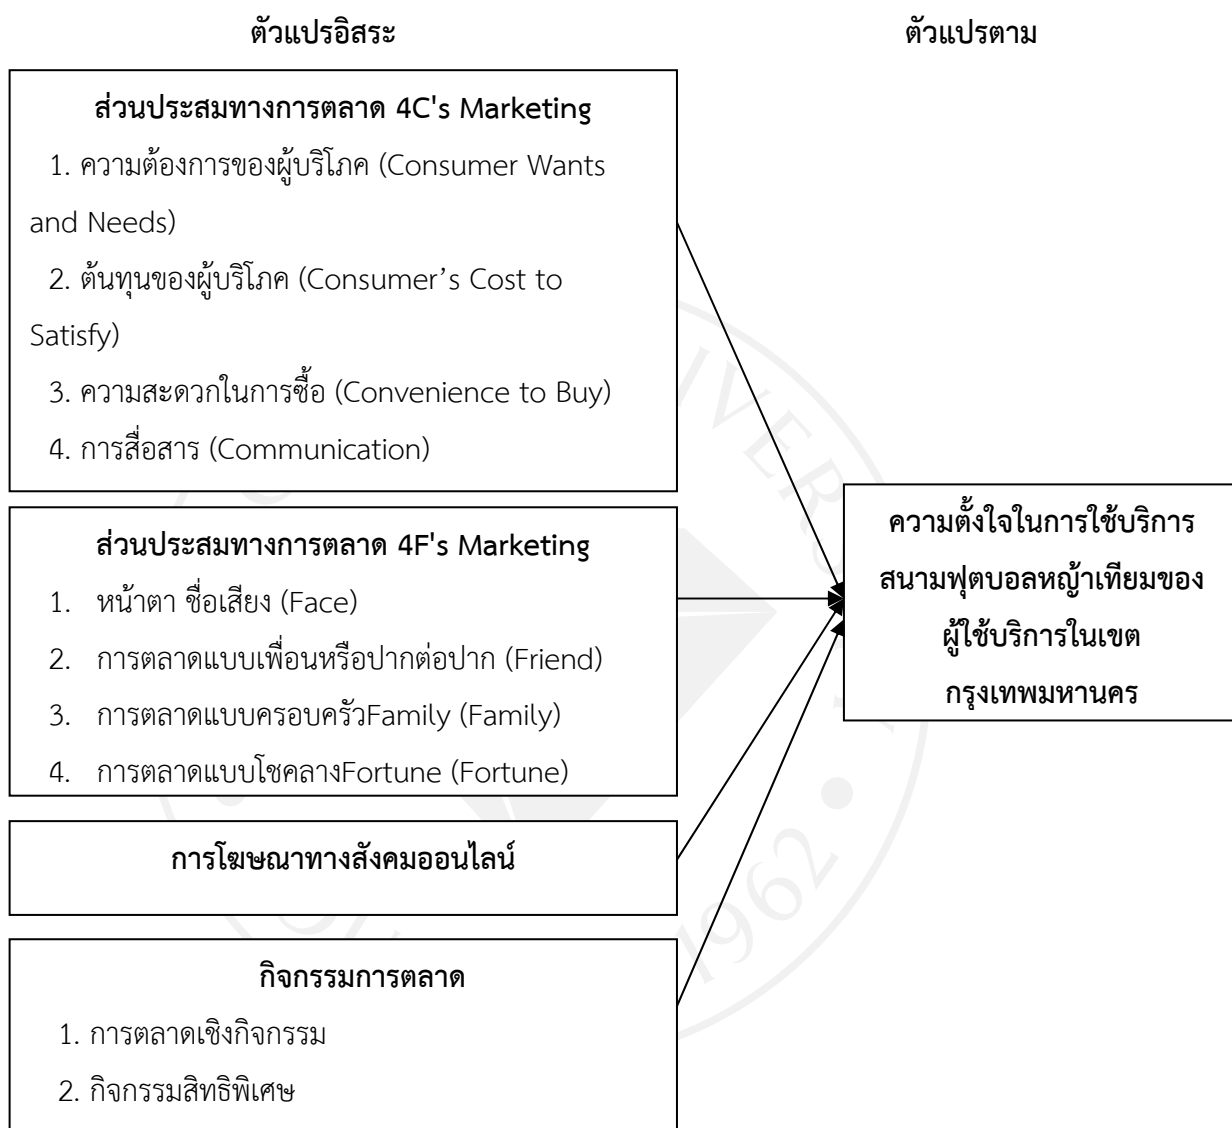 ตัวแปรอิสระ
ตัวแปรตาม
ส่วนประสมทางการตลาด 4C's Marketing
1. ความต้องการของผู้บริโภค (Consumer Wants
and Needs)
2. ต้นทุนของผู้บริโภค (Consumer’s Cost to
Satisfy)
3. ความสะดวกในการซื้อ (Convenience to Buy)
4. การสื่อสาร (Communication)
ส่วนประสมทางการตลาด 4F's Marketing
1. หน้าตา ชื่อเสียง (Face)
2. การตลาดแบบเพื่อนหรือปากต่อปาก (Friend)
3. การตลาดแบบครอบครัวFamily (Family)
4. การตลาดแบบโชคลางFortune (Fortune)
การโฆษณาทางสังคมออนไลน์
กิจกรรมการตลาด
1. การตลาดเชิงกิจกรรม
2. กิจกรรมสิทธิพิเศษ
ความตั้งใจในการใช้บริการ
สนามฟุตบอลหญ้าเทียมของ
ผู้ใช้บริการในเขต
กรุงเทพมหานคร
1962